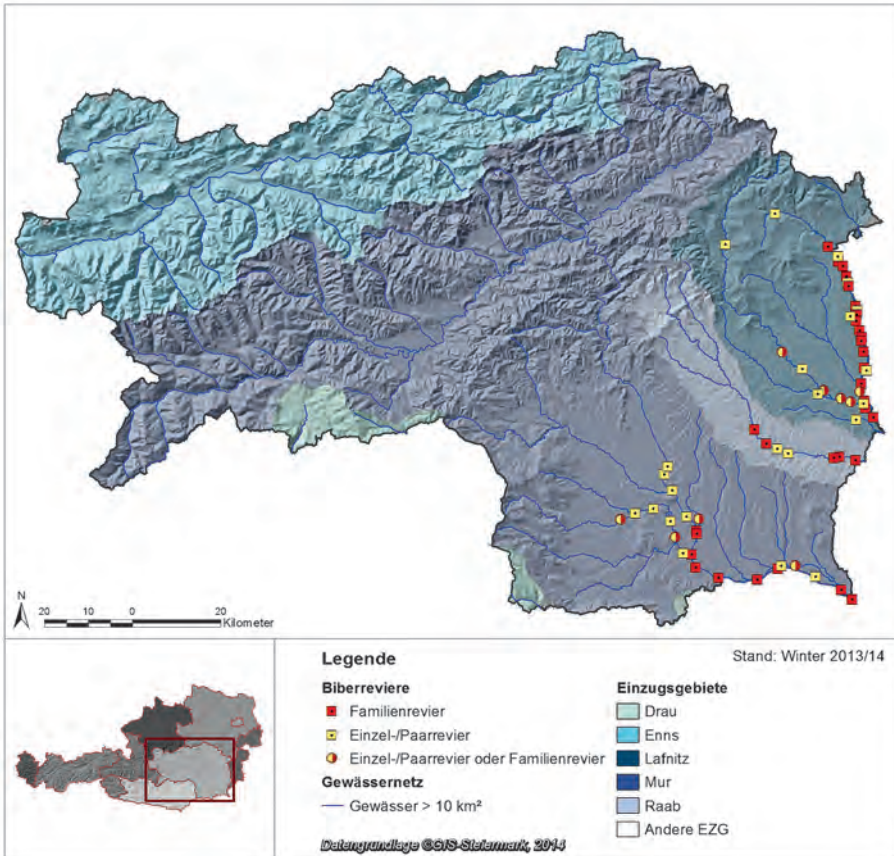 N
20 10 0 20
Kilometer
Legende
Stand: Winter 2013/14
Biberreviere
Familienrevier
Einzel-/Paarrevier
Einzel-/Paarrevier oder Familienrevier
Gewässernetz
Gewässer > 10 km²
Einzugsgebiete
Drau
Enns
Lafnitz
Mur
Raab
Andere EZG
Datengrundlage ©GIS-Steiermark, 2014